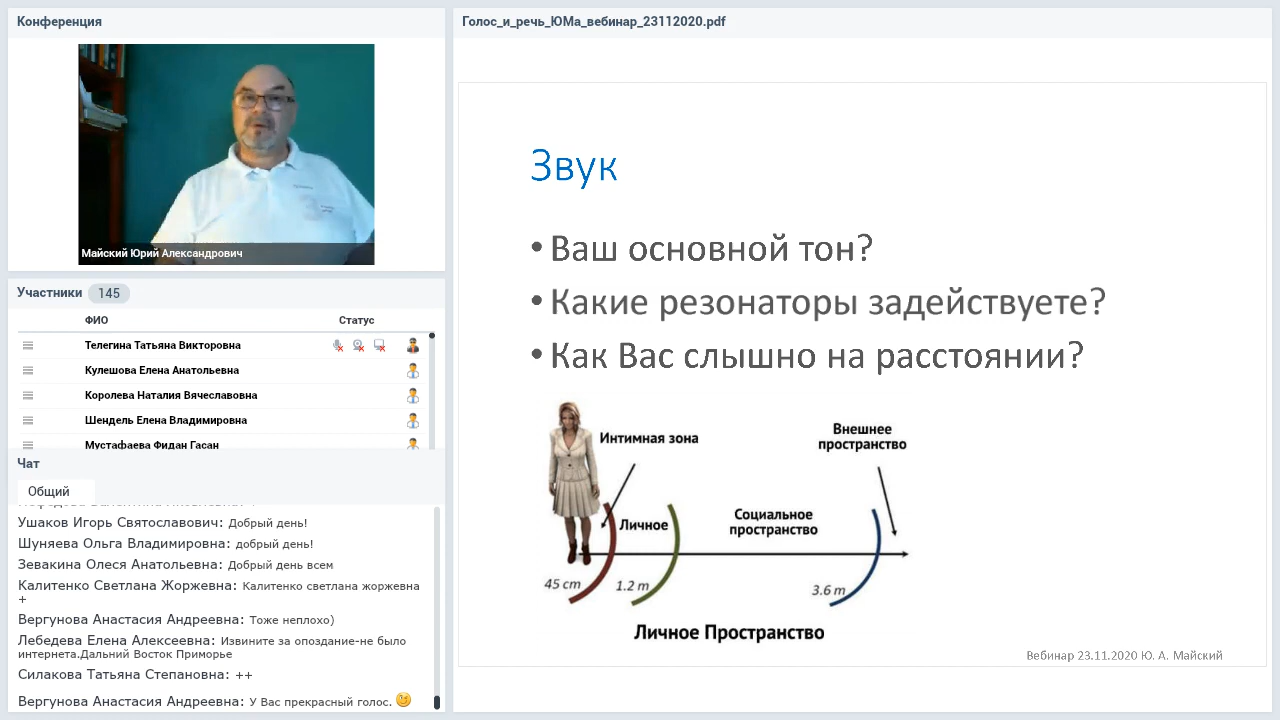 Конференция
Майский Юрий Александрович
Участники 145
ФИО Статус
Телегина Татьяна Викторовна
Кулешова Елена Анатольевна
Королева Наталия Вячеславовна
Шендель Елена Владимировна
Мустафаева Фидан Гасан
Чат
Общий
Ушаков Игорь Святославович: Добрый день!
Шуняева Ольга Владимировна: добрый день!
Зевакина Олеся Анатольевна: Добрый день всем
Калитенко Светлана Жоржевна: Калитенко светлана жоржевна
+
Вергунова Анастасия Андреевна: Тоже неплохо)
Лебедева Елена Алексеевна: Извините за опоздание-не было
интернета.Дальний Восток Приморье
Силакова Татьяна Степановна: ++
Вергунова Анастасия Андреевна: У Вас прекрасный голос.
Голос_и_речь_ЮМа_вебинар_23112020.pdf
Звук
• Ваш основной тон?
• Какие резонаторы задействуете?
• Как Вас слышно на расстоянии?
Интимная зона
Внешнее
пространство
Личное
Социальное
пространство
45 cm
1.2 m
3.6 m
Личное Пространство
Вебинар 23.11.2020 Ю. А. Майский